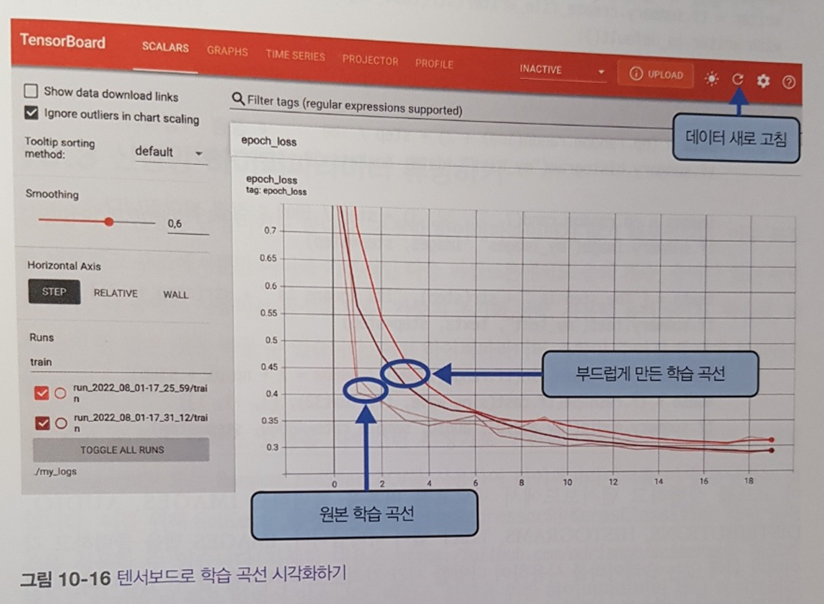 TensorBoard SCALARS GRAPHS TIME SERIES PROJECTOR PROFILE INACTIVE UPLOAD
Show data download links
Ignore outliers in chart scaling
Tooltip sorting
method: default
Smoothing
0,6
Horizontal Axis
STEP RELATIVE WALL
Runs
train
run_2022_08_01-17_25_59/trai
n
run_2022_08_01-17_31_12/trai
n
TOGGLE ALL RUNS
./my_logs
Filter tags (regular expressions supported)
데이터 새로 고침
epoch_loss
epoch_loss
tag: epoch_loss
0.7
0.65
0.6
0.55
0.5
0.45
0.4
0.35
0.3
0 2 4 6 8 10 12 14 16 18
부드럽게 만든 학습 곡선
원본 학습 곡선
그림 10-16 텐서보드로 학습 곡선 시각화하기